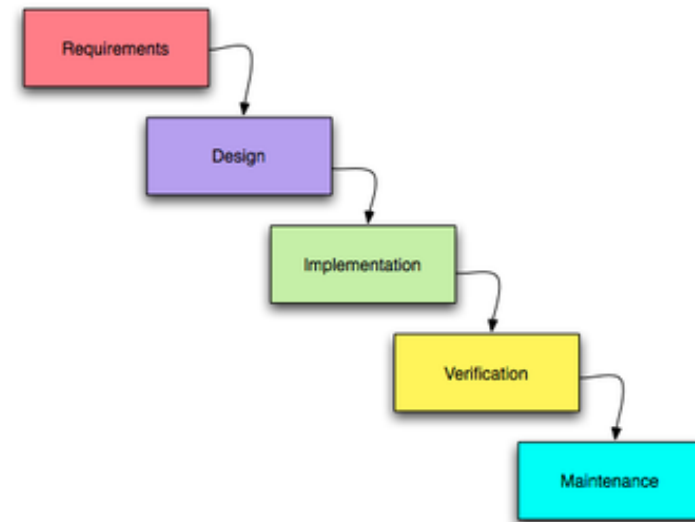 Requirements
Design
Implementation
Verification
Maintenance